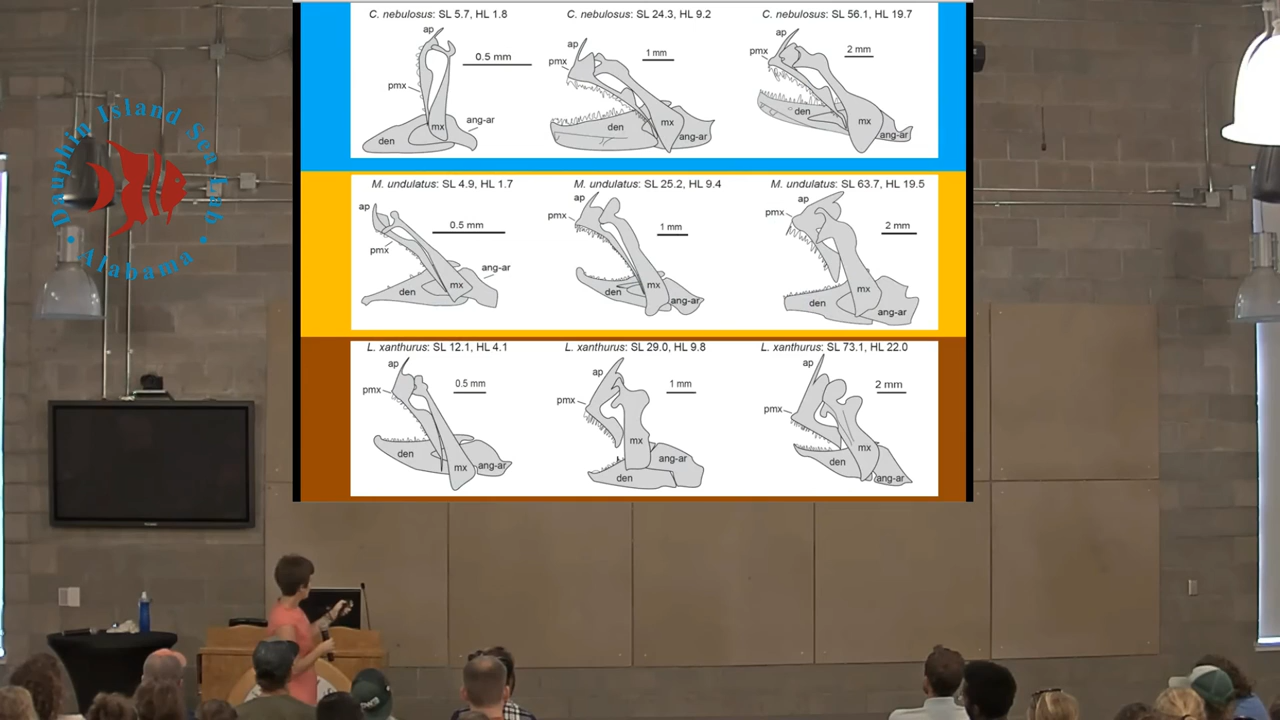 C. nebulosus: SL 5.7, HL 1.8
ap
0.5 mm
pmx
ang-ar
mx
den
C. nebulosus: SL 24.3, HL 9.2
ap
1 mm
pmx
den
mx
ang-ar
C. nebulosus: SL 56.1, HL 19.7
ap
pmx
2 mm
den
mx
ang-ar
M. undulatus: SL 4.9, HL 1.7
ap
0.5 mm
pmx
ang-ar
mx
den
M. undulatus: SL 25.2, HL 9.4
ap
pmx
1 mm
den
mx
ang-ar
M. undulatus: SL 63.7, HL 19.5
ap
pmx
2 mm
den
mx
ang-ar
L. xanthurus: SL 12.1, HL 4.1
ap
pmx
0.5 mm
den
mx
ang-ar
L. xanthurus: SL 29.0, HL 9.8
ap
1 mm
pmx
mx
ang-ar
den
L. xanthurus: SL 73.1, HL 22.0
ap
2 mm
pmx
mx
den
ang-ar
Dauphin Island Sea Lab
Alabama